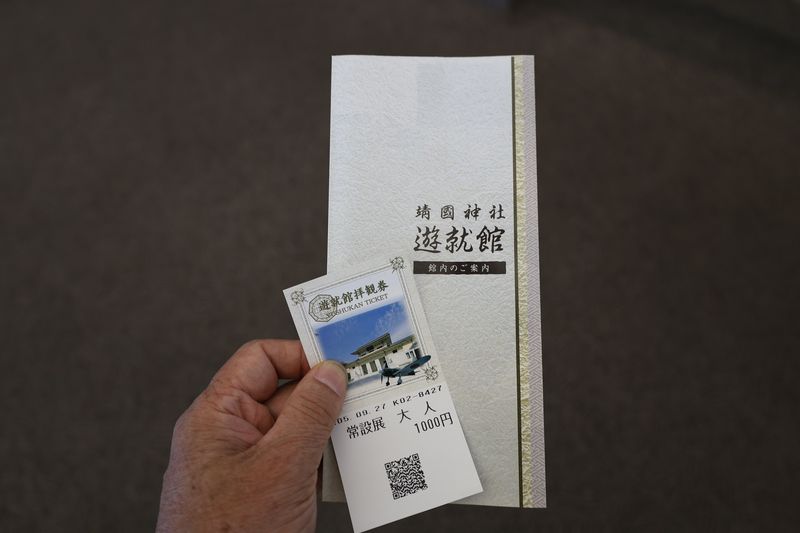 靖國神社
遊就館
館内のご案内
遊就館拝観券
YUSHUKAN TICKET
05.09.27 K02-8427
常設展 大人
1000円